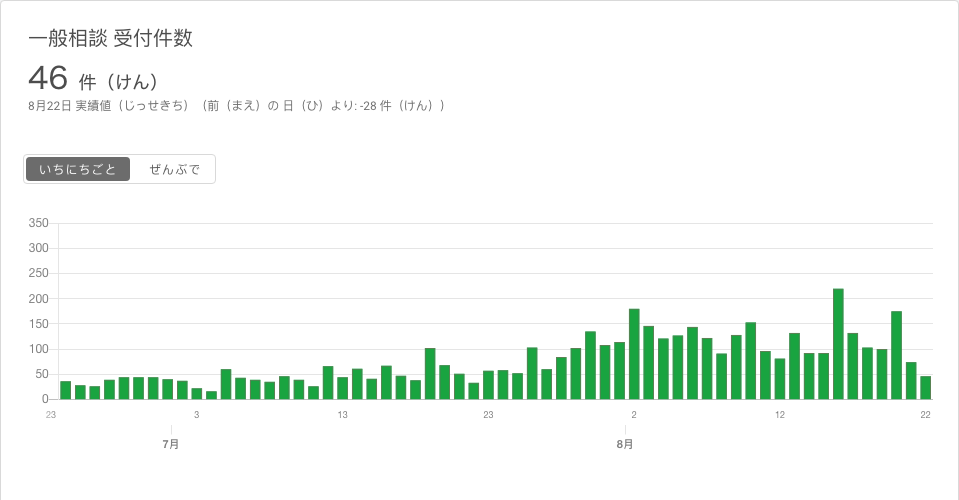 一般相談 受付件数
46 件（けん）
8月22日 実績値（じっせきち）（前（まえ）の 日（ひ）より: -28 件（けん））
いちにちごと ぜんぶで
350
300
250
200
150
100
50
0
23 3 13 23 2 12 22
7月 8月